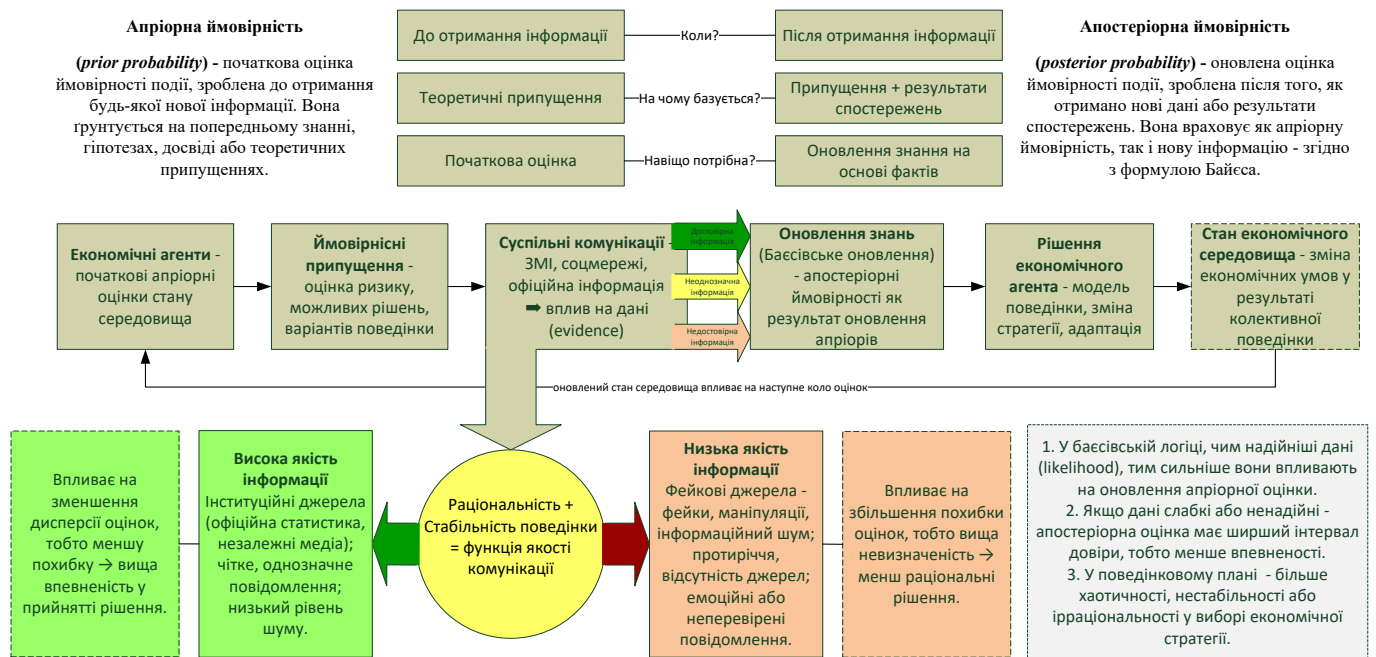 Апріорна ймовірність
(prior probability) - початкова оцінка
ймовірності події, зроблена до отримання
будь-якої нової інформації. Вона
ґрунтується на попередньому знанні,
гіпотезах, досвіді або теоретичних
припущеннях.
До отримання інформації
Коли?
Після отримання інформації
Теоретичні припущення
На чому базується?
Припущення + результати
спостережень
Початкова оцінка
Навіщо потрібна?
Оновлення знання на
основі фактів
Апостеріорна ймовірність
(posterior probability) - оновлена оцінка
ймовірності події, зроблена після того, як
отримано нові дані або результати
спостережень. Вона враховує як апріорну
ймовірність, так і нову інформацію - згідно
з формулою Байєса.
Економічні агенти -
початкові апріорні
оцінки стану
середовища
Ймовірнісні
припущення -
оцінка ризику,
можливих рішень,
варіантів поведінки
Суспільні комунікації -
ЗМІ, соцмережі,
офіційна інформація
➡ вплив на дані
(evidence)
Достовірна
інформація
Неоднозначна
інформація
Недостовірна
інформація
Оновлення знань
(Баєсівське оновлення)
- апостеріорні
ймовірності як
результат оновлення
апріорів
Рішення
економічного
агента - модель
поведінки, зміна
стратегії, адаптація
Стан економічного
середовища - зміна
економічних умов у
результаті
колективної
поведінки
оновлений стан середовища впливає на наступне коло оцінок
Впливає на
зменшення
дисперсії оцінок,
тобто меншу
похибку → вища
впевненість у
прийнятті рішення.
Висока якість
інформації
Інституційні джерела
(офіційна статистика,
незалежні медіа);
чітке, однозначне
повідомлення;
низький рівень
шуму.
Раціональність +
Стабільність поведінки
= функція якості
комунікації
Низька якість
інформації
Фейкові джерела -
фейки, маніпуляції,
інформаційний шум;
протиріччя,
відсутність джерел;
емоційні або
неперевірені
повідомлення.
Впливає на
збільшення похибки
оцінок, тобто вища
невизначеність →
менш раціональні
рішення.
1. У баєсівській логіці, чим надійніші дані
(likelihood), тим сильніше вони впливають
на оновлення апріорної оцінки.
2. Якщо дані слабкі або ненадійні -
апостеріорна оцінка має ширший інтервал
довіри, тобто менше впевненості.
3. У поведінковому плані - більше
хаотичності, нестабільності або
ірраціональності у виборі економічної
стратегії.